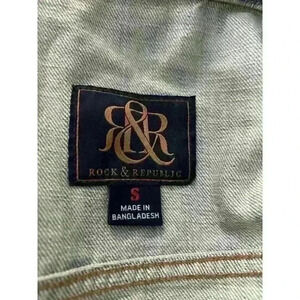 R&R
ROCK & REPUBLIC
S
MADE IN
BANGLADESH